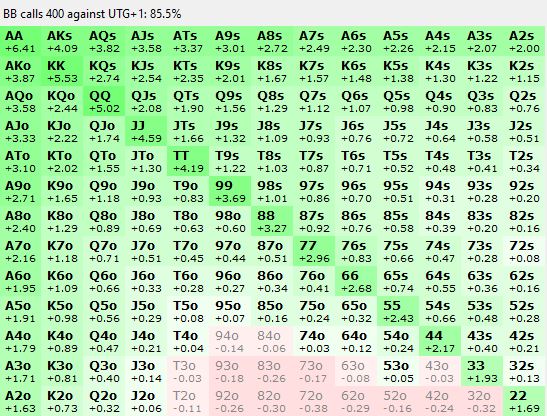 BB calls 400 against UTG+1: 85.5%
AA AKs AQs AJs ATs A9s A8s A7s A6s A5s A4s A3s A2s
+6.41 +4.09 +3.82 +3.58 +3.37 +3.01 +2.72 +2.49 +2.30 +2.26 +2.15 +2.07 +2.00
AKo KK KQs KJs KTs K9s K8s K7s K6s K5s K4s K3s K2s
+3.87 +5.53 +2.74 +2.54 +2.35 +2.01 +1.67 +1.57 +1.48 +1.38 +1.30 +1.22 +1.15
AQo KQo QQ QJs QTs Q9s Q8s Q7s Q6s Q5s Q4s Q3s Q2s
+3.58 +2.44 +5.02 +2.08 +1.90 +1.56 +1.29 +1.12 +1.07 +0.98 +0.90 +0.83 +0.76
AJo KJo QJo JJ JTs J9s J8s J7s J6s J5s J4s J3s J2s
+3.33 +2.22 +1.74 +4.59 +1.66 +1.32 +1.09 +0.93 +0.76 +0.72 +0.64 +0.58 +0.51
ATo KTo QTo JTo TT T9s T8s T7s T6s T5s T4s T3s T2s
+3.10 +2.02 +1.55 +1.30 +4.19 +1.22 +1.03 +0.87 +0.71 +0.52 +0.48 +0.41 +0.34
A9o K9o Q9o J9o T9o 99 98s 97s 96s 95s 94s 93s 92s
+2.71 +1.65 +1.18 +0.93 +0.83 +3.69 +1.01 +0.86 +0.70 +0.51 +0.31 +0.28 +0.20
A8o K8o Q8o J8o T8o 98o 88 87s 86s 85s 84s 83s 82s
+2.40 +1.29 +0.89 +0.69 +0.63 +0.60 +3.27 +0.92 +0.76 +0.58 +0.39 +0.20 +0.16
A7o K7o Q7o J7o T7o 97o 87o 77 76s 75s 74s 73s 72s
+2.16 +1.18 +0.71 +0.51 +0.45 +0.44 +0.51 +2.96 +0.83 +0.66 +0.47 +0.28 +0.08
A6o K6o Q6o J6o T6o 96o 86o 76o 66 65s 64s 63s 62s
+1.95 +1.09 +0.66 +0.33 +0.28 +0.27 +0.34 +0.41 +2.68 +0.74 +0.55 +0.36 +0.16
A5o K5o Q5o J5o T5o 95o 85o 75o 65o 55 54s 53s 52s
+1.91 +0.98 +0.56 +0.29 +0.08 +0.07 +0.16 +0.24 +0.32 +2.43 +0.66 +0.48 +0.28
A4o K4o Q4o J4o T4o 94o 84o 74o 64o 54o 44 43s 42s
+1.79 +0.89 +0.47 +0.21 +0.04 -0.14 -0.06 +0.03 +0.12 +0.24 +2.17 +0.40 +0.21
A3o K3o Q3o J3o T3o 93o 83o 73o 63o 53o 43o 33 32s
+1.71 +0.81 +0.40 +0.14 -0.03 -0.18 -0.26 -0.17 -0.08 +0.05 -0.03 +1.93 +0.13
A2o K2o Q2o J2o T2o 92o 82o 72o 62o 52o 42o 32o 22
+1.63 +0.73 +0.32 +0.06 -0.11 -0.26 -0.30 -0.38 -0.29 -0.16 -0.24 -0.32 +1.69